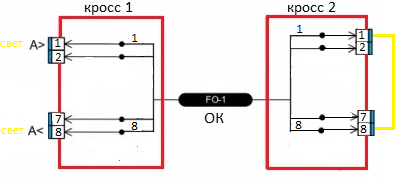 кросс 1
кросс 2
свет A> 1 1
2
1 1
2
FO-1
ОК
7
свет A< 8 8
7
8 8